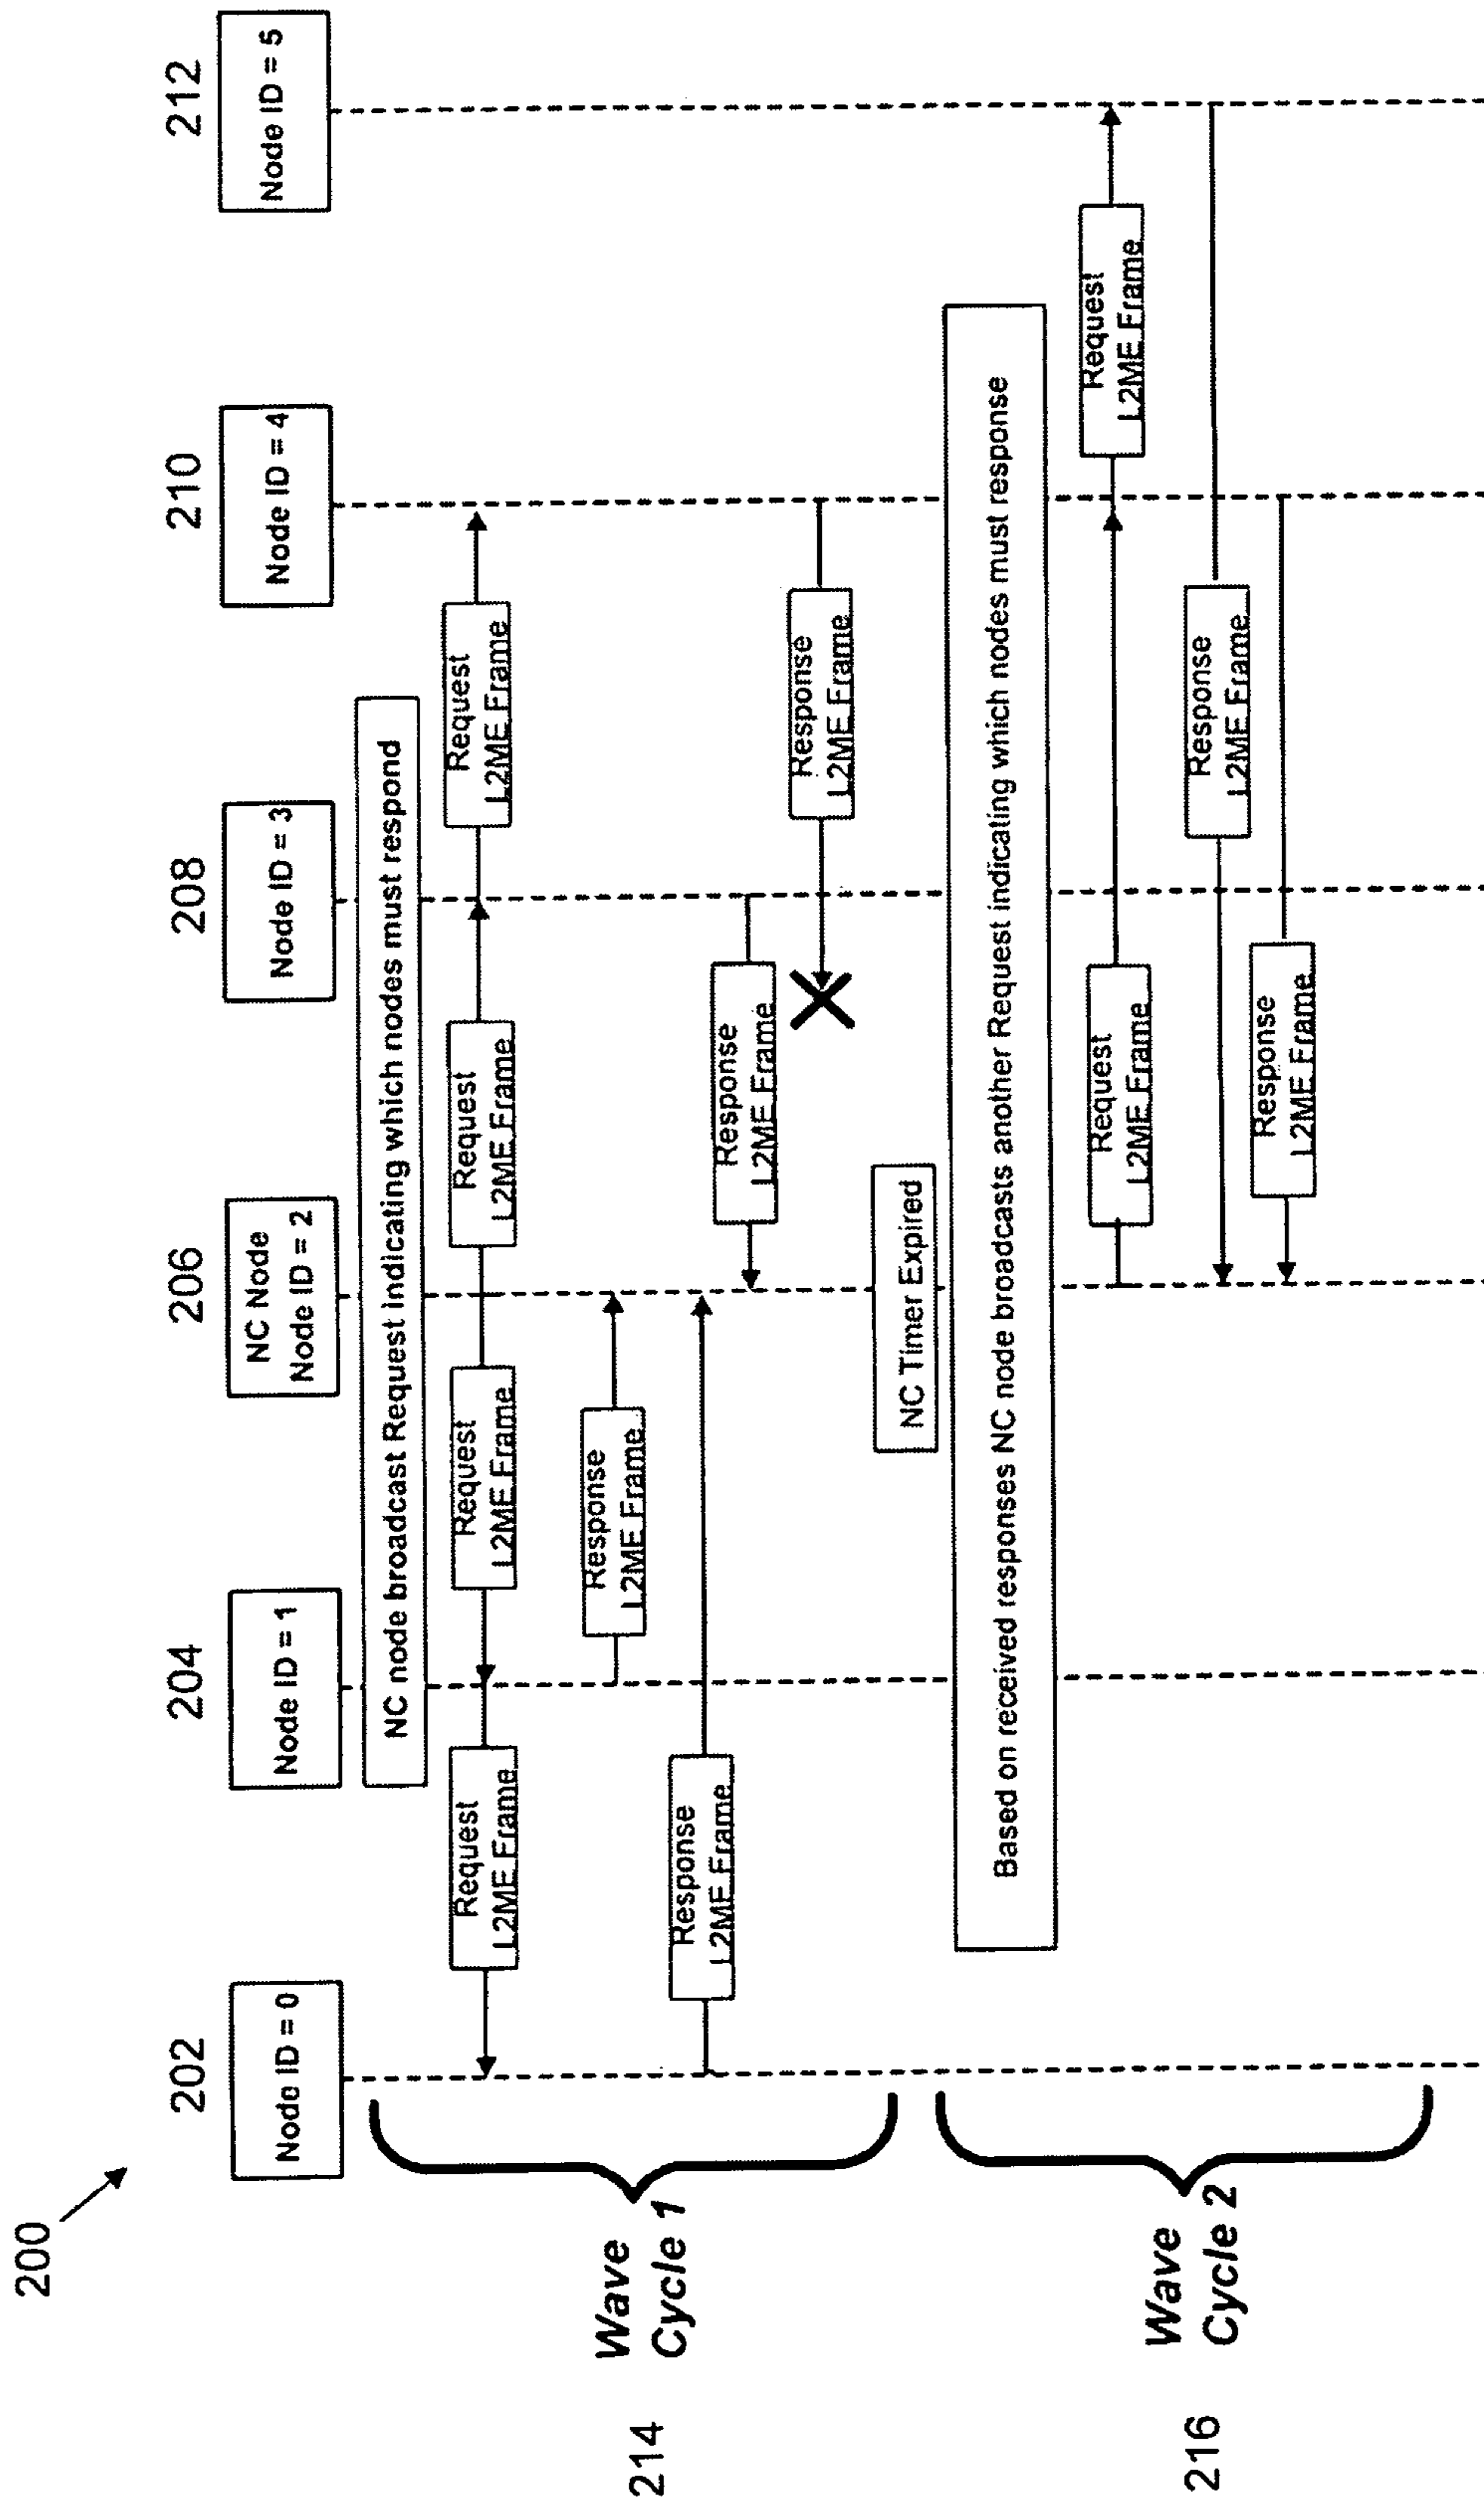 200
202
204
206
208
210
212
Node ID = 0
Node ID = 1
NC Node
Node ID = 2
Node ID = 3
Node ID = 4
Node ID = 5
NC node broadcast Request indicating which nodes must respond
Request
L2ME Frame
Request
L2ME Frame
Request
L2ME Frame
Request
L2ME Frame
Response
L2ME Frame
214
Wave
Cycle 1
Response
L2ME Frame
Response
L2ME Frame
Response
L2ME Frame
NC Timer Expired
Based on received responses NC node broadcasts another Request indicating which nodes must response
Request
L2ME Frame
Request
L2ME Frame
216
Wave
Cycle 2
Response
L2ME Frame
Response
L2ME Frame